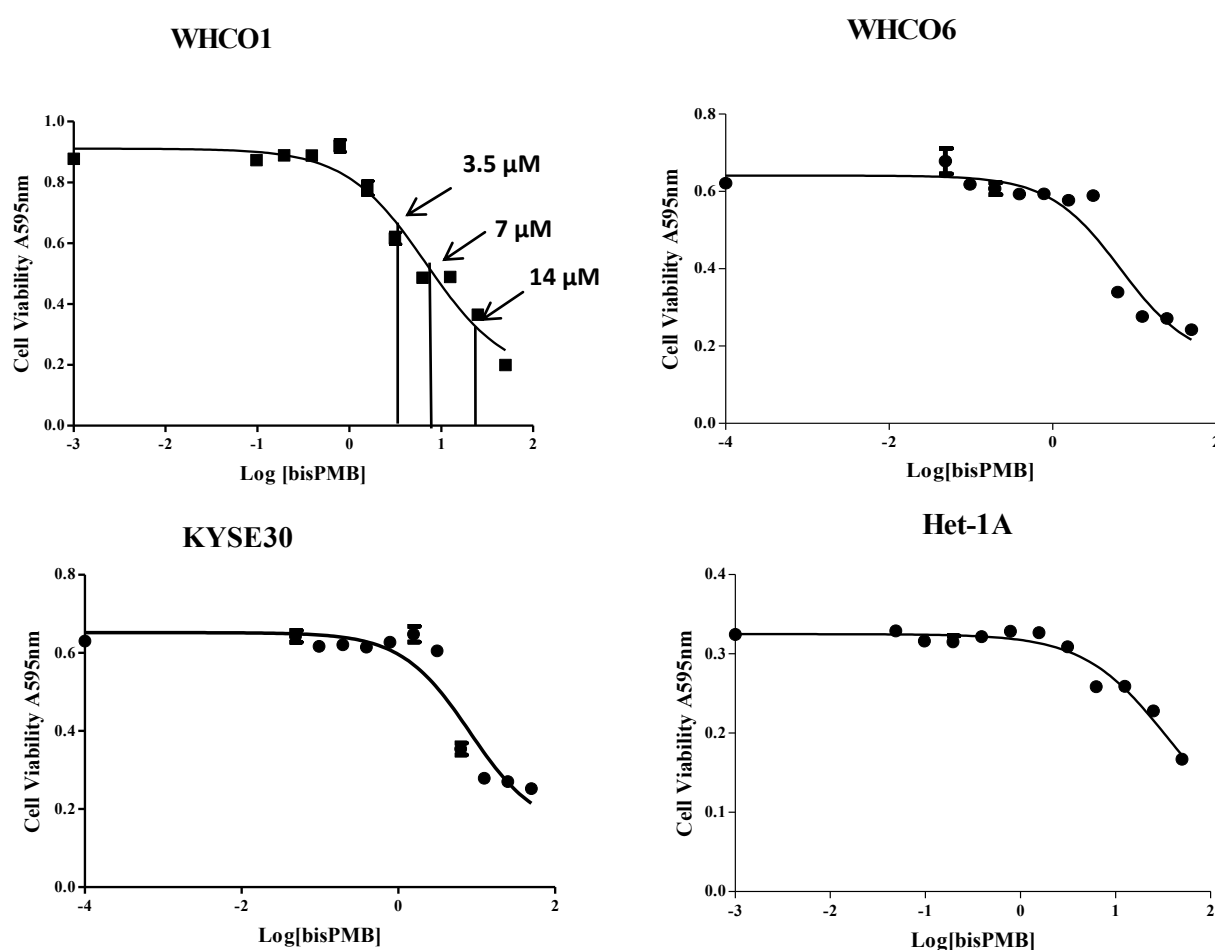 WHCO1
Cell Viability A595nm
1.0
0.8
0.6
0.4
0.2
0.0
3.5 µM
7 µM
14 µM
-3 -2 -1 0 1 2
Log [bisPMB]
WHCO6
Cell Viability A595nm
0.8
0.6
0.4
0.2
0.0
-4 -2 0 2
Log[bisPMB]
KYSE30
Cell Viability A595nm
0.8
0.6
0.4
0.2
0.0
-4 -2 0 2
Log[bisPMB]
Het-1A
Cell Viability A595nm
0.4
0.3
0.2
0.1
0.0
-3 -2 -1 0 1 2
Log[bisPMB]